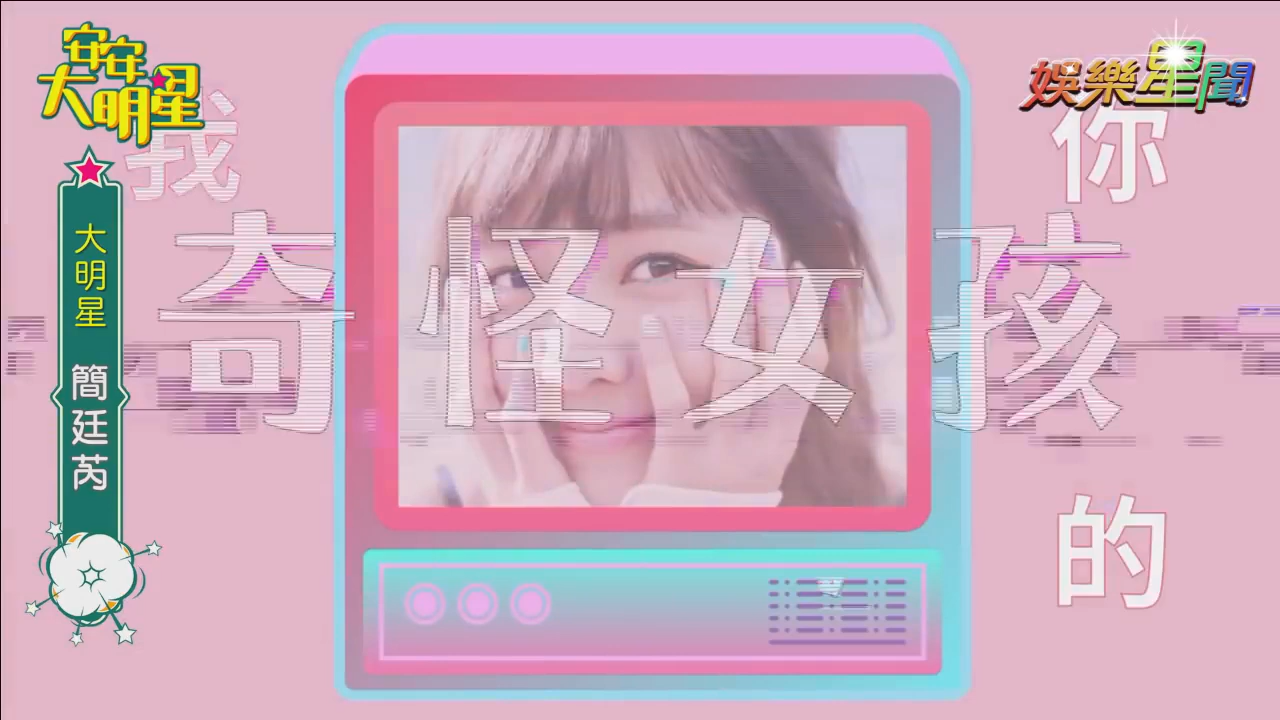 安安
大明星
娛樂星聞
我
你
奇怪女孩
的
大明星 簡廷芮